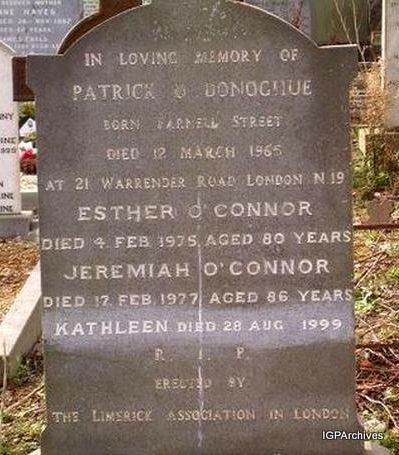 IN LOVING MEMORY OF
PATRICK O DONOGHUE
BORN PARNELL STREET
DIED 12 MARCH 1965
AT 21 WARRENDER ROAD LONDON N 19
ESTHER O'CONNOR
DIED 4 FEB 1975, AGED 80 YEARS
JEREMIAH O'CONNOR
DIED 17 FEB 1977, AGED 86 YEARS
KATHLEEN DIED 28 AUG 1999
R. I. P.
ERECTED BY
THE LIMERICK ASSOCIATION IN LONDON
IGPArchives